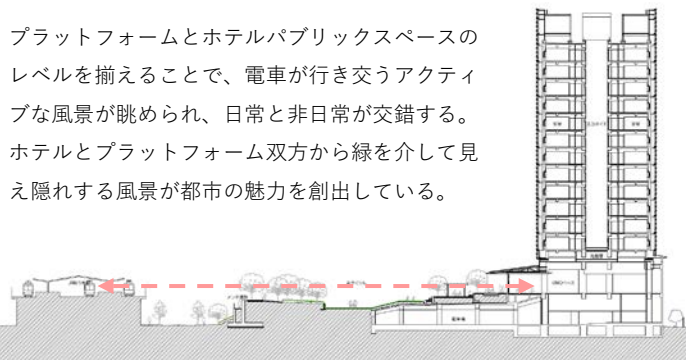 プラットフォームとホテルパブリックスペースの
レベルを揃えることで、電車が行き交うアクティ
ブな風景が眺められ、日常と非日常が交錯する。
ホテルとプラットフォーム双方から緑を介して見
え隠れする風景が都市の魅力を創出している。